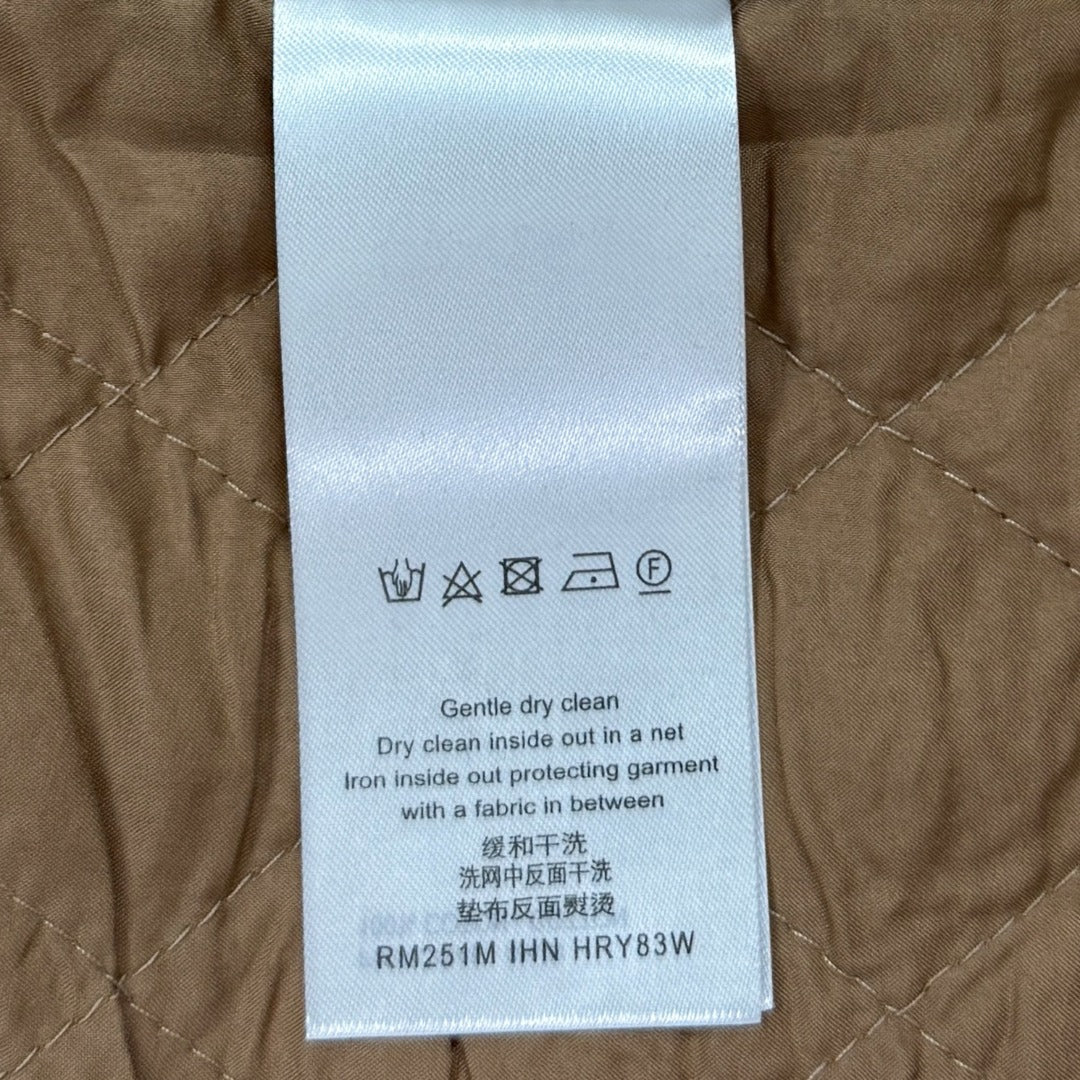 F
Gentle dry clean
Dry clean inside out in a net
Iron inside out protecting garment
with a fabric in between
缓和干洗
洗网中反面干洗
垫布反面熨烫
RM251M IHN HRY83W